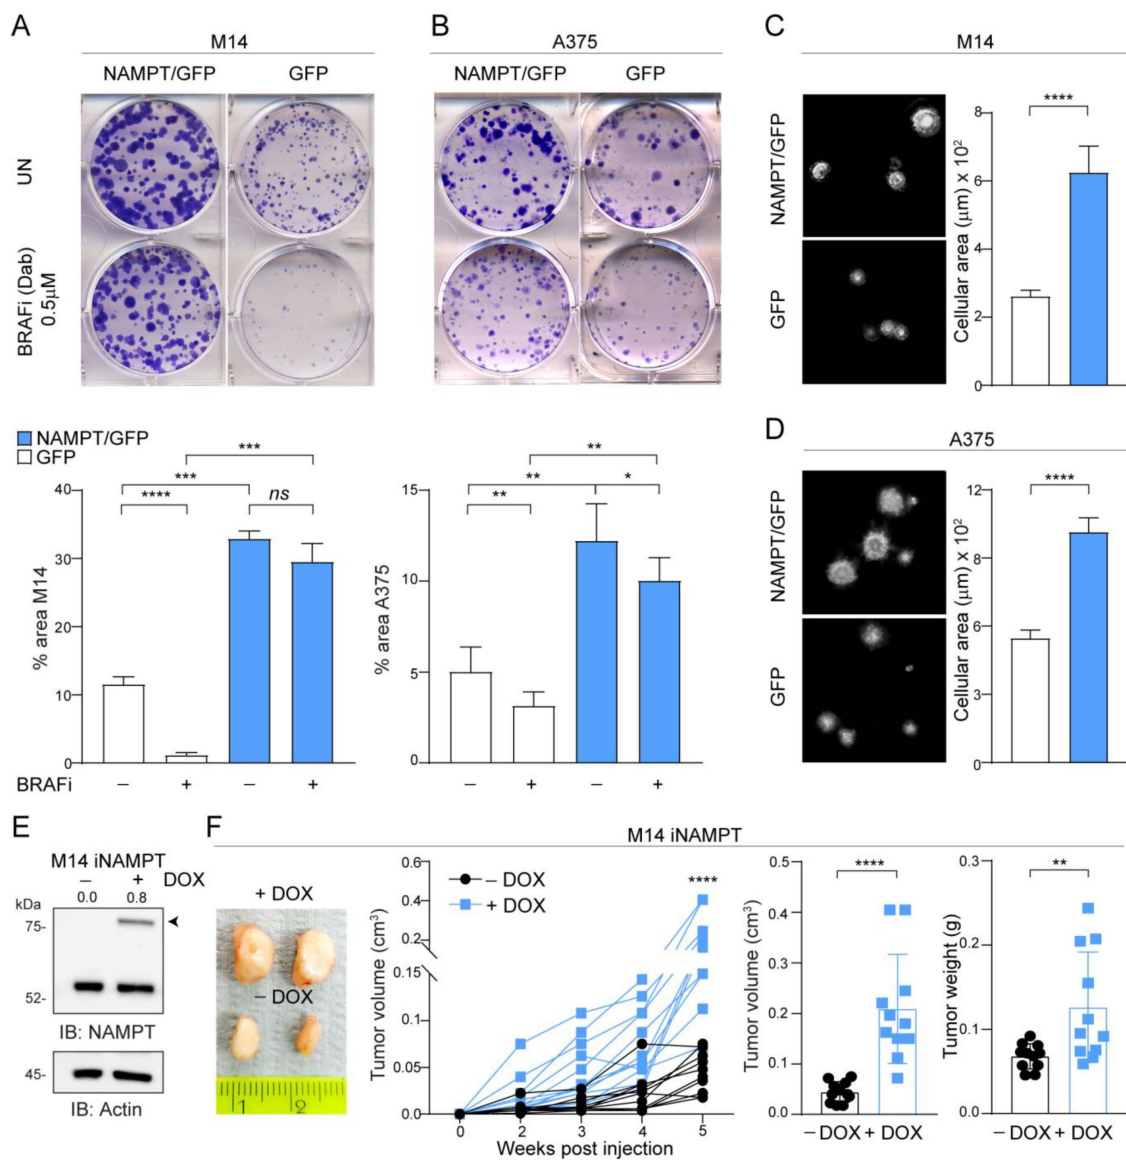 A
M14
NAMPT/GFP GFP
UN
BRAFi (Dab)
0.5μM
B
A375
NAMPT/GFP GFP
C
M14
NAMPT/GFP
GFP
Cellular area (μm) x 10²
****
8
6
4
2
0
NAMPT/GFP
GFP
% area M14
40
30
20
10
0
***
***
****
ns
BRAFi – + – +
% area A375
15
10
5
0
**
**
**
*
– + – +
D
A375
NAMPT/GFP
GFP
Cellular area (μm) x 10²
****
12
9
6
3
0
E
M14 iNAMPT
– + DOX
0.0 0.8
kDa
75-
52-
IB: NAMPT
45-
IB: Actin
F
M14 iNAMPT
+ DOX
– DOX
1 2
Tumor volume (cm³)
0.6
0.4
0.2
0.15
0.10
0.05
0.0
– DOX
+ DOX
****
0 2 3 4 5
Weeks post injection
Tumor volume (cm³)
0.5
0.4
0.3
0.2
0.1
0.0
****
– DOX + DOX
Tumor weight (g)
0.3
0.2
0.1
0.0
**
– DOX + DOX